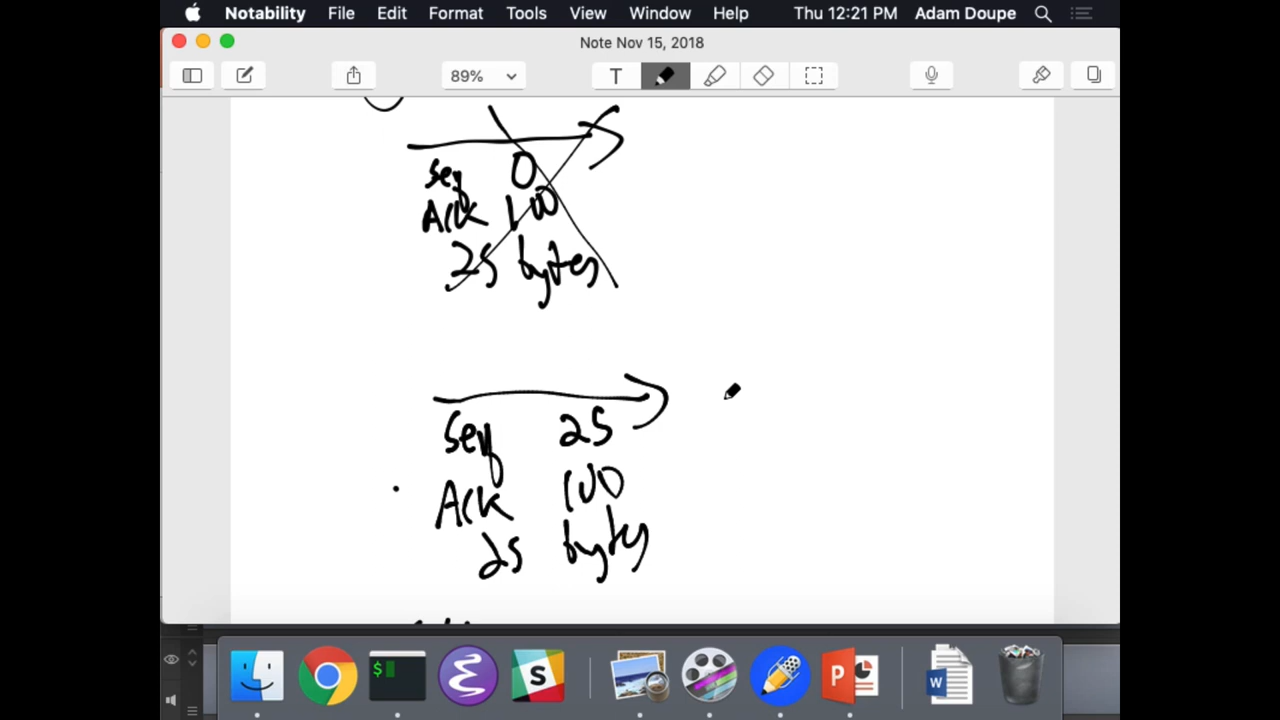 Notability File Edit Format Tools View Window Help Thu 12:21 PM Adam Doupe
Note Nov 15, 2018
89% T
Seq 0
Ack 100
25 bytes
Seq 25
Ack 100
25 bytes
$
S
P
W